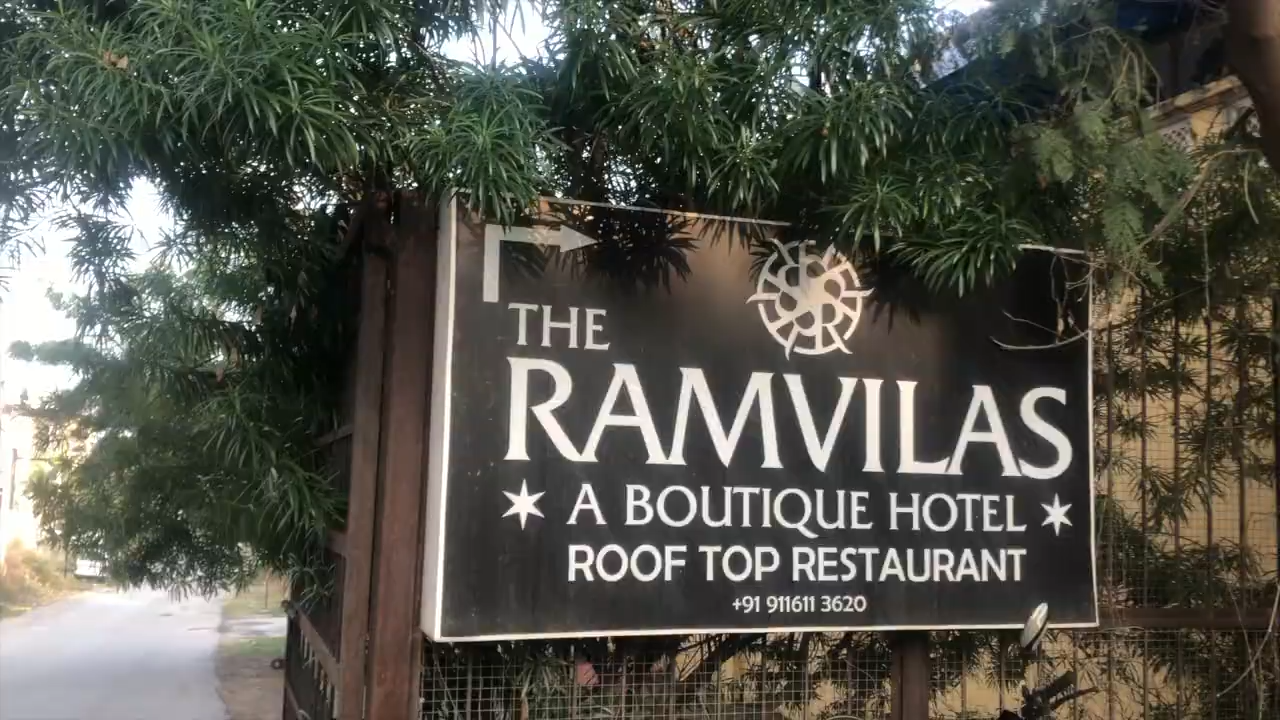 THE
RAMVILAS
A BOUTIQUE HOTEL
ROOF TOP RESTAURANT
+91 911611 3620